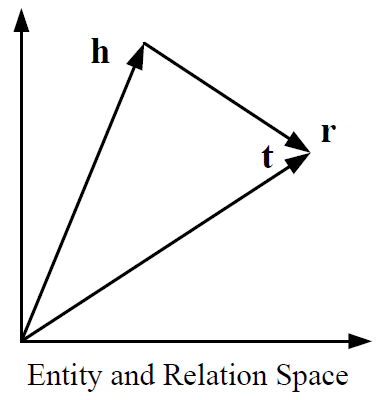 h
r
t
Entity and Relation Space